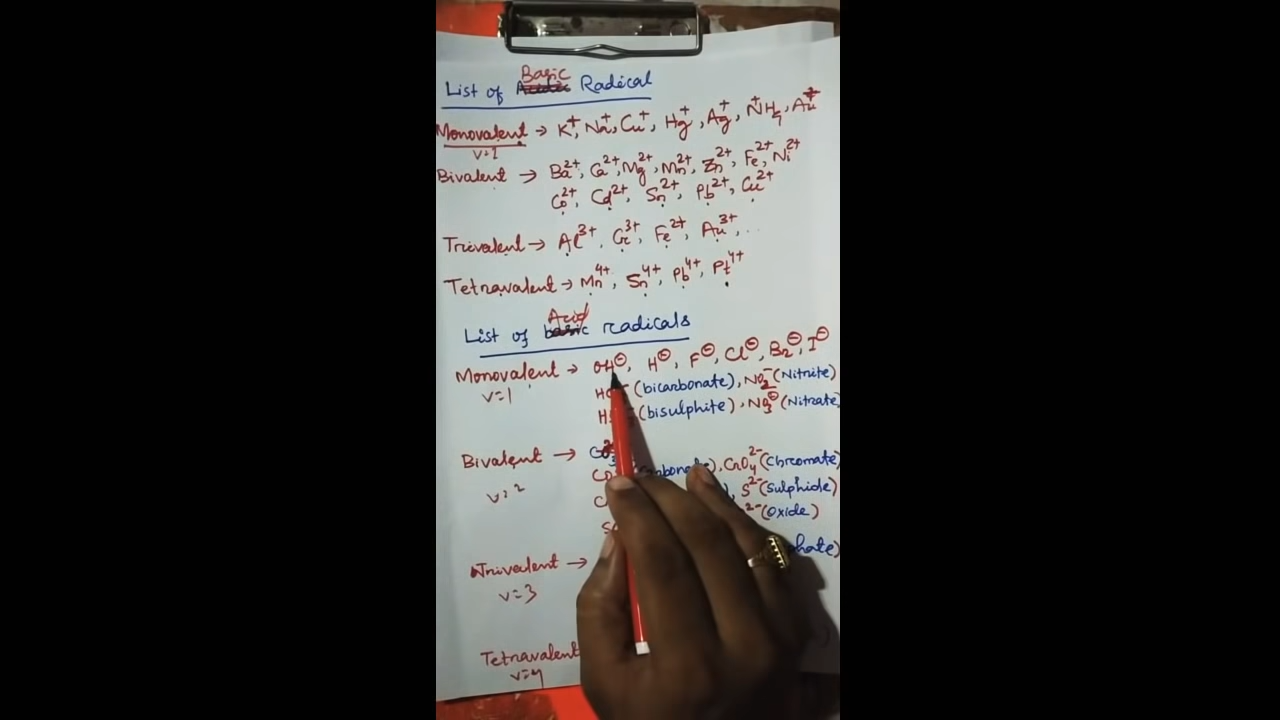 Basic
List of Acidic Radical
Monovalent → K⁺, Na⁺, Cu⁺, Hg⁺, Ag⁺, NH₄⁺, Au⁺
V=1
Bivalent → Ba²⁺, Ca²⁺, Mg²⁺, Mn²⁺, Zn²⁺, Fe²⁺, Ni²⁺
Co²⁺, Cd²⁺, Sn²⁺, Pb²⁺, Cu²⁺
Trivalent → Al³⁺, Cr³⁺, Fe²⁺, Au³⁺, ...
Tetravalent → Mn⁴⁺, Sn⁴⁺, Pb⁴⁺, Pt⁴⁺
Acid
List of basic radicals
Monovalent → OH⊖, H⊖, F⊖, Cl⊖, Br⊖, I⊖
V=1 (bicarbonate), NO₂⁻ (Nitrite)
(bisulphite), NO₃⊖ (Nitrate)
Bivalent →
CrO₄²⁻ (Chromate)
V=2 S²⁻ (Sulphide)
(Oxide)
Trivalent →
V=3
Tetravalent
V=4